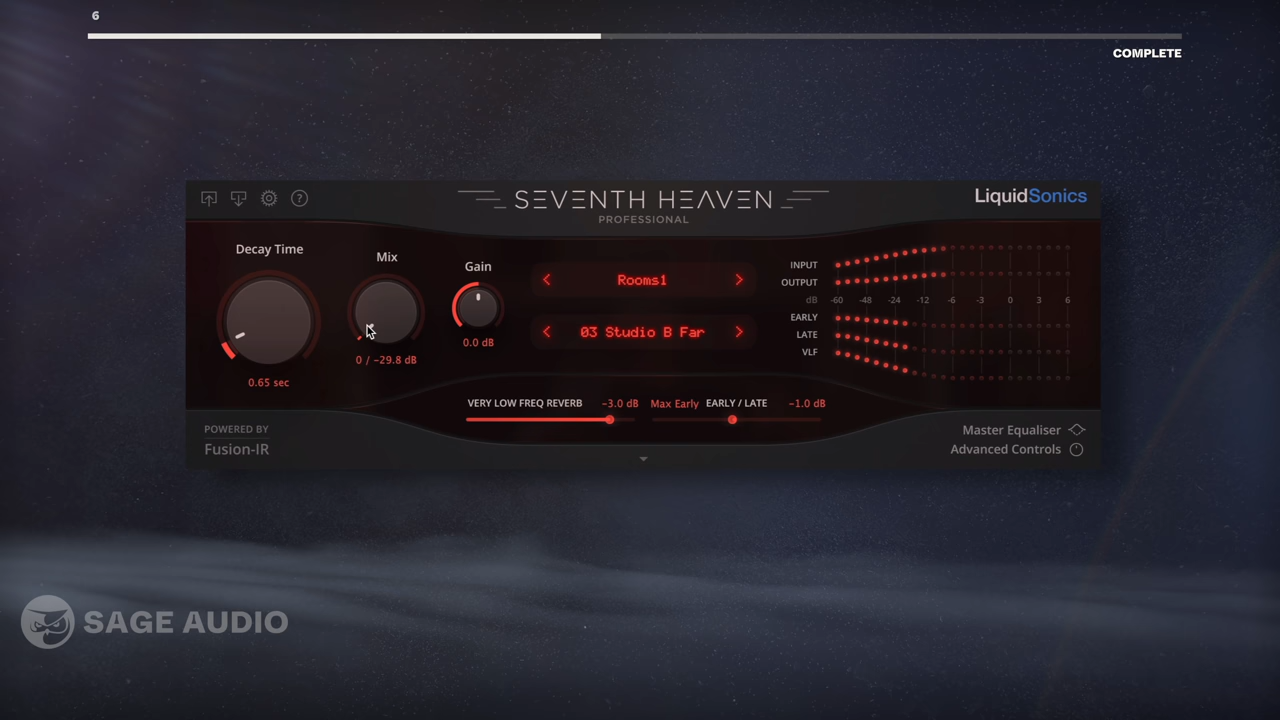 6
COMPLETE
SEVENTH HEAVEN
PROFESSIONAL
LiquidSonics
Decay Time
0.65 sec
Mix
0 / -29.8 dB
Gain
0.0 dB
Rooms1
03 Studio B Far
INPUT
OUTPUT
dB -60 -48 -24 -12 -6 -3 0 3 6
EARLY
LATE
VLF
VERY LOW FREQ REVERB -3.0 dB Max Early EARLY / LATE -1.0 dB
POWERED BY
Fusion-IR
Master Equaliser
Advanced Controls
SAGE AUDIO